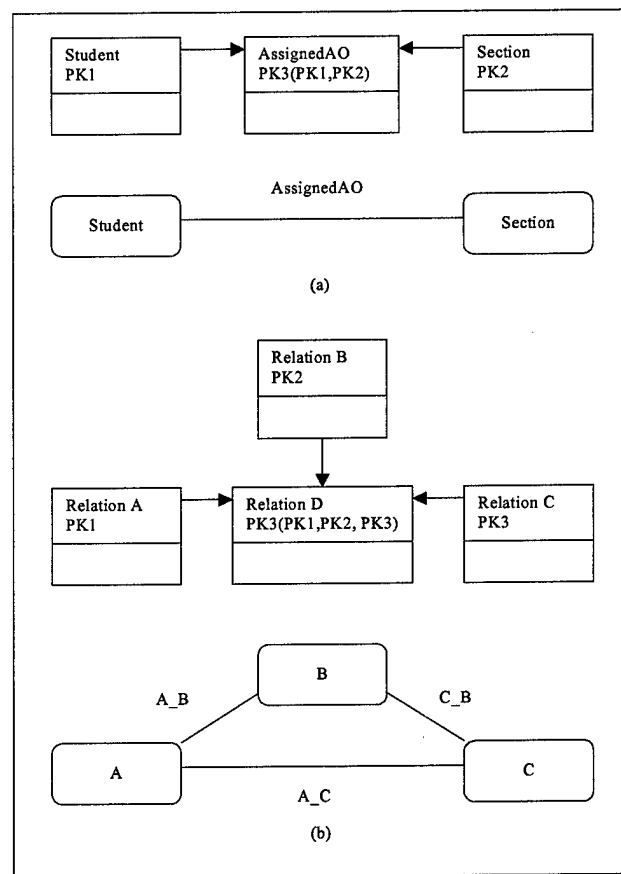 Student
PK1
AssignedAO
PK3(PK1,PK2)
Section
PK2
AssignedAO
Student
Section
(a)
Relation B
PK2
Relation A
PK1
Relation D
PK3(PK1,PK2, PK3)
Relation C
PK3
B
A_B
C_B
A
C
A_C
(b)